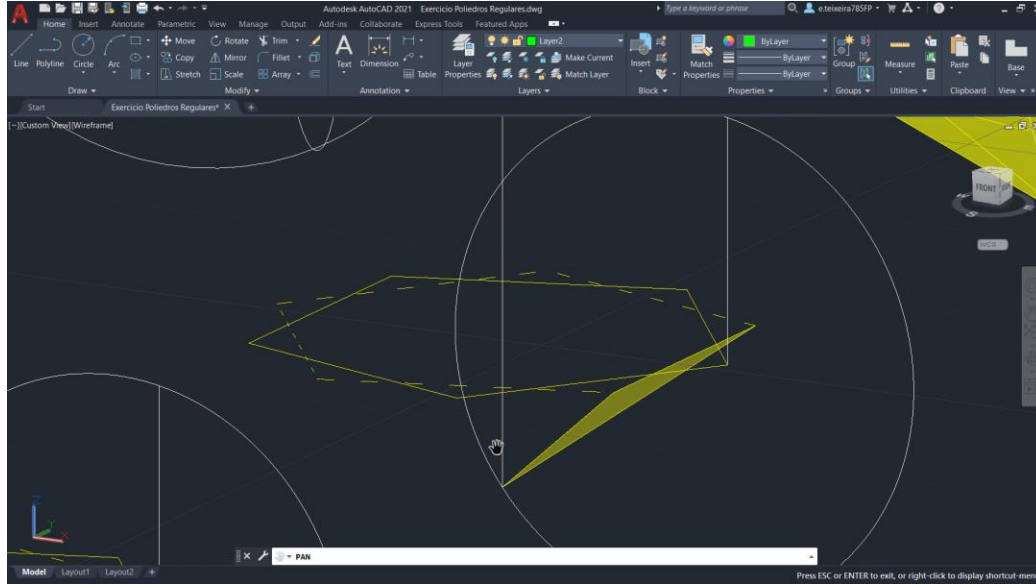 Autodesk AutoCAD 2021 Exercicio Poliedros Regulares.dwg
Type a keyword or phrase
e.teixeira785FP
Home Insert Annotate Parametric View Manage Output Add-ins Collaborate Express Tools Featured Apps
Line Polyline Circle Arc
Move Rotate Trim
Copy Mirror Fillet
Stretch Scale Array
Text Dimension Table
Layer Properties
Layer2
Make Current
Match Layer
Insert
Match Properties
ByLayer
ByLayer
ByLayer
Group
Measure
Paste
Base
Draw Modify Annotation Layers Block Properties Groups Utilities Clipboard View
Start Exercicio Poliedros Regulares*
[−][Custom View][Wireframe]
FRONT
S
WCS
Z
Y
X
PAN
Model Layout1 Layout2 +
Press ESC or ENTER to exit, or right-click to display shortcut-men